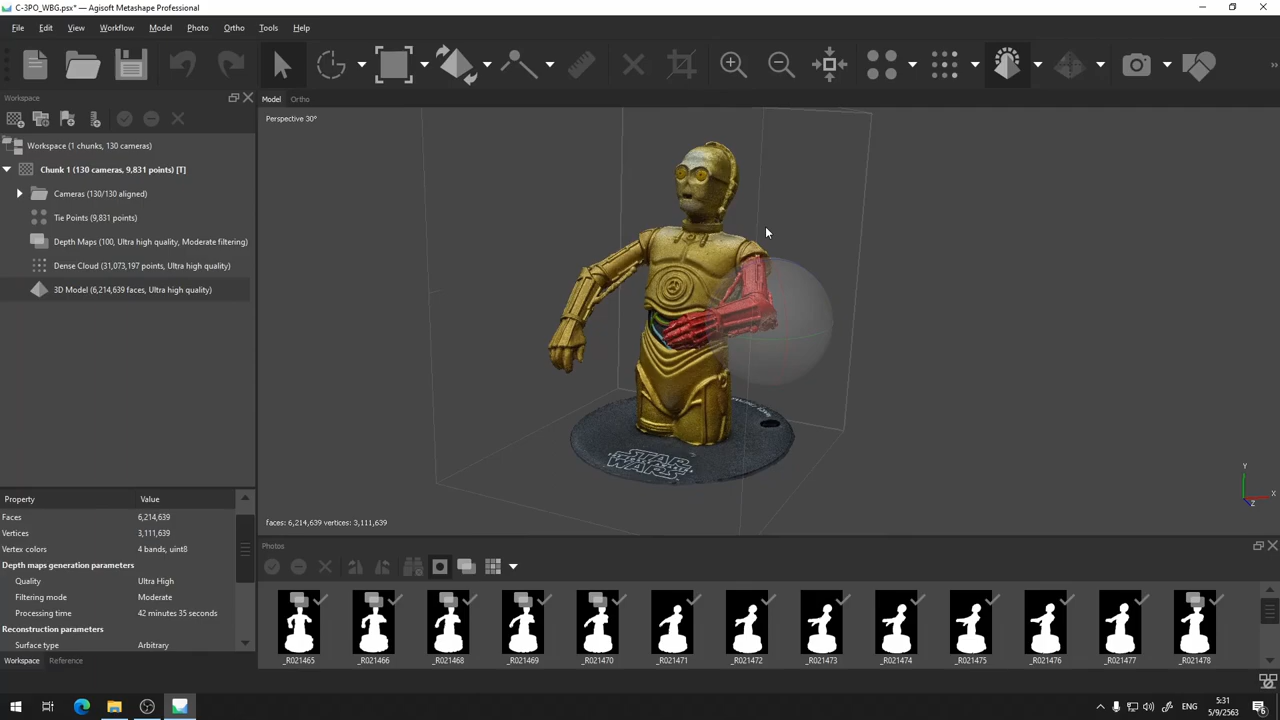 C-3PO_WBG.psx* — Agisoft Metashape Professional
File Edit View Workflow Model Photo Ortho Tools Help
Workspace
Model Ortho
Perspective 30°
Workspace (1 chunks, 130 cameras)
Chunk 1 (130 cameras, 9,831 points) [T]
Cameras (130/130 aligned)
Tie Points (9,831 points)
Depth Maps (100, Ultra high quality, Moderate filtering)
Dense Cloud (31,073,197 points, Ultra high quality)
3D Model (6,214,639 faces, Ultra high quality)
STAR
WARS
Y
X
Z
Property Value
Faces 6,214,639
Vertices 3,111,639
Vertex colors 4 bands, uint8
Depth maps generation parameters
Quality Ultra High
Filtering mode Moderate
Processing time 42 minutes 35 seconds
Reconstruction parameters
Surface type Arbitrary
faces: 6,214,639 vertices: 3,111,639
Photos
_R021465 _R021466 _R021468 _R021469 _R021470 _R021471 _R021472 _R021473 _R021474 _R021475 _R021476 _R021477 _R021478
Workspace Reference
ENG
5:31
5/9/2563
6